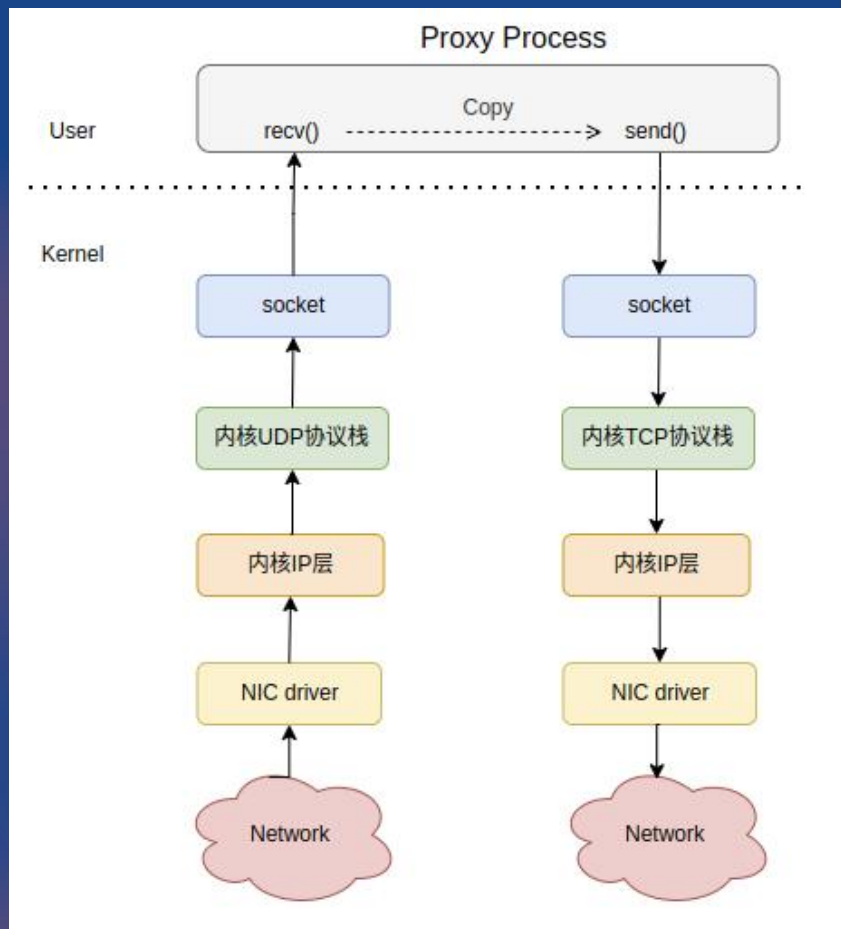 Proxy Process
Copy
User
recv()
send()
Kernel
socket
socket
内核UDP协议栈
内核TCP协议栈
内核IP层
内核IP层
NIC driver
NIC driver
Network
Network